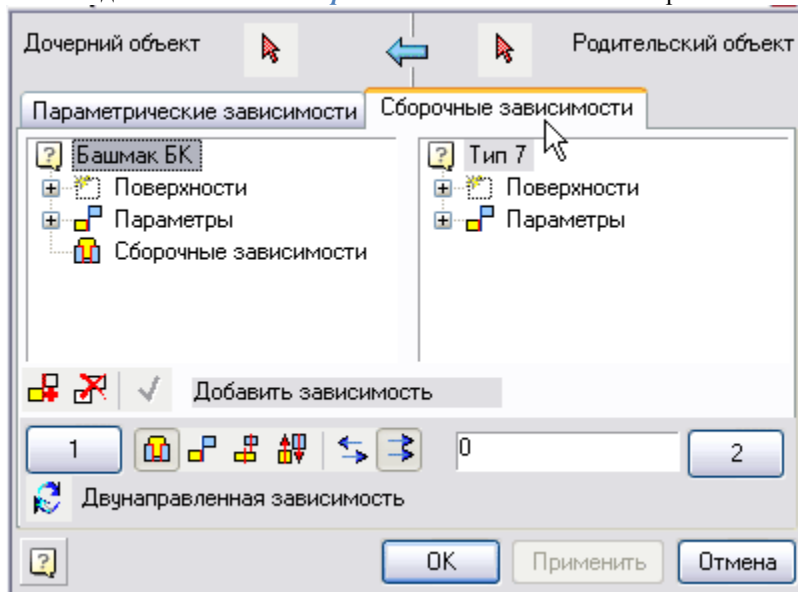 Дочерний объект Родительский объект
Параметрические зависимости Сборочные зависимости
Башмак БК Тип 7
Поверхности Поверхности
Параметры Параметры
Сборочные зависимости
Добавить зависимость
1 0 2
Двунаправленная зависимость
OK Применить Отмена